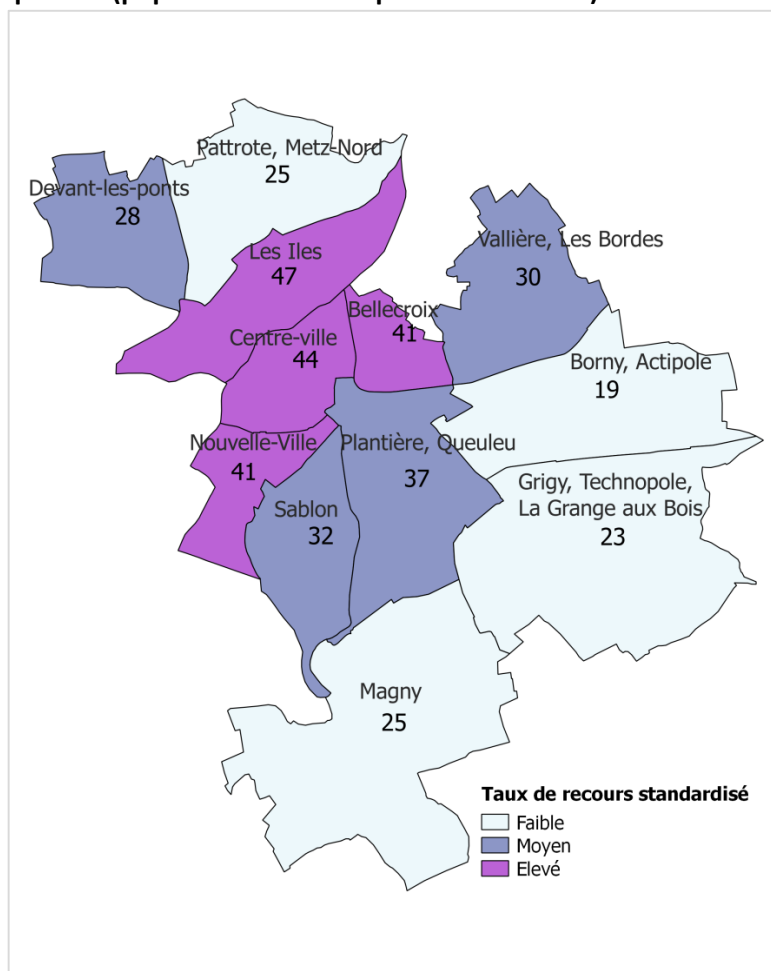 Pattrote, Metz-Nord
25
Devant-les-ponts
28
Les Iles
47
Vallière, Les Bordes
30
Bellecroix
41
Centre-ville
44
Borny, Actipole
19
Nouvelle-Ville
41
Plantière, Queuleu
37
Grigy, Technopole,
La Grange aux Bois
23
Sablon
32
Magny
25
Taux de recours standardisé
Faible
Moyen
Elevé